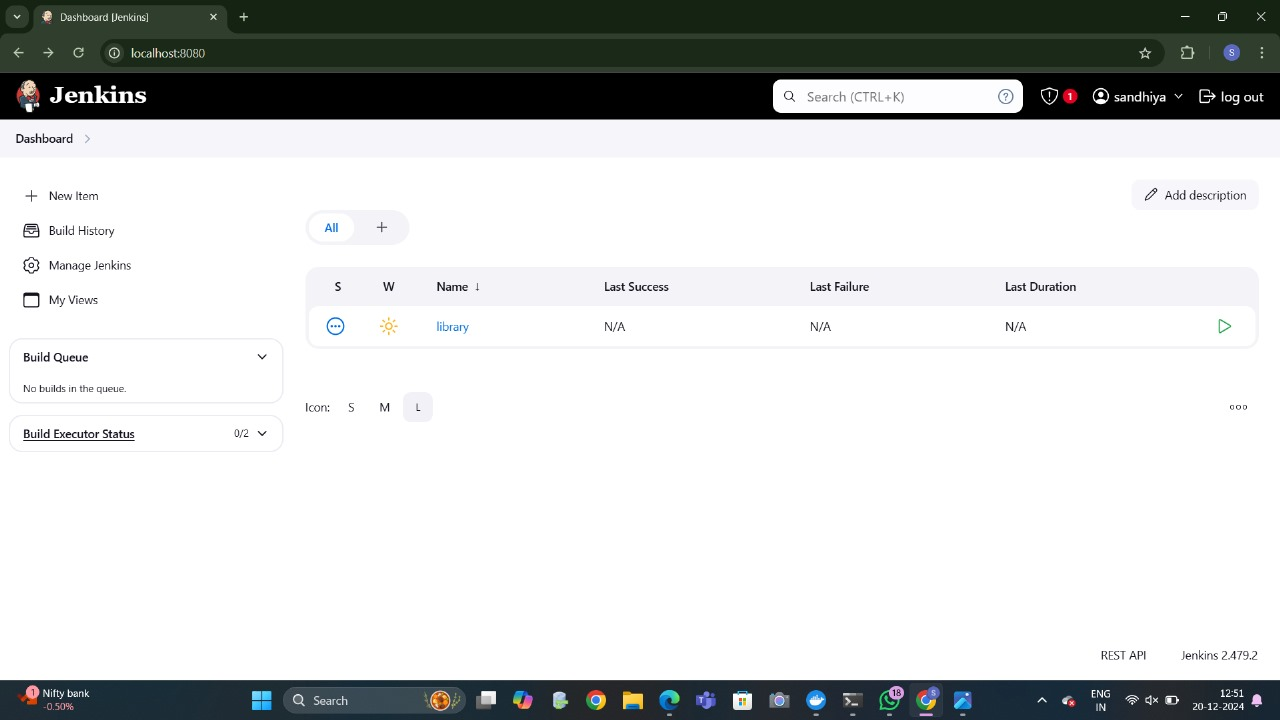 Dashboard [Jenkins]
localhost:8080
S
Jenkins
Search (CTRL+K)
1
sandhiya
log out
Dashboard
New Item
Build History
Manage Jenkins
My Views
Build Queue
No builds in the queue.
Build Executor Status
0/2
Add description
All
S W Name ↓ Last Success Last Failure Last Duration
library N/A N/A N/A
Icon: S M L
REST API Jenkins 2.479.2
1
Nifty bank
-0.50%
Search
18
S
ENG
IN
12:51
20-12-2024